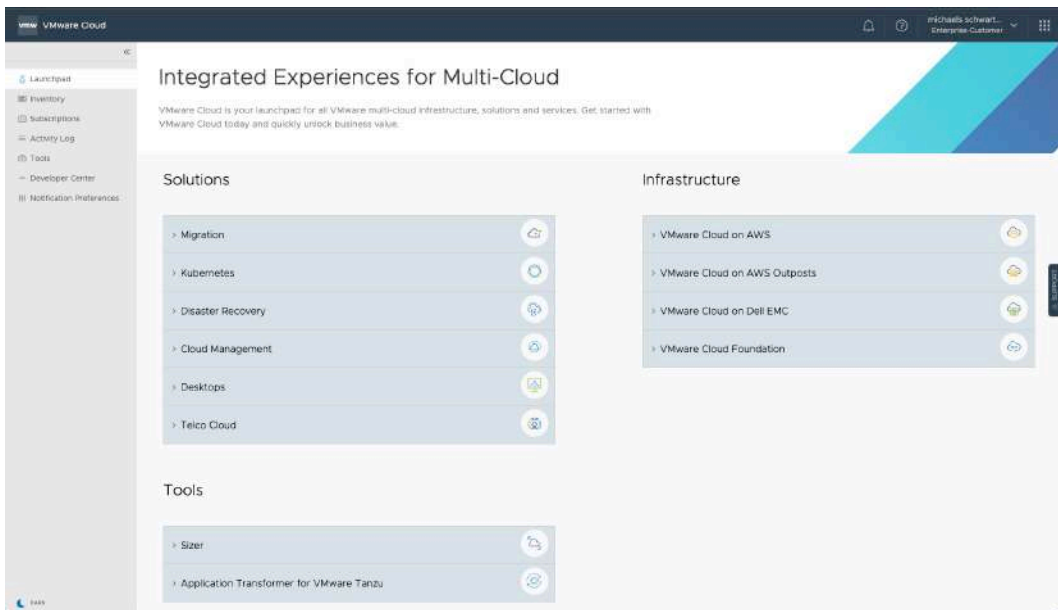 vmw VMware Cloud
michaels schwart...
Enterprise Customer
Launchpad
Inventory
Subscriptions
Activity Log
Tools
Developer Center
Notification Preferences
DARK
Integrated Experiences for Multi-Cloud
VMware Cloud is your launchpad for all VMware multi-cloud infrastructure, solutions and services. Get started with
VMware Cloud today and quickly unlock business value.
Solutions
Migration
Kubernetes
Disaster Recovery
Cloud Management
Desktops
Telco Cloud
Tools
Sizer
Application Transformer for VMware Tanzu
Infrastructure
VMware Cloud on AWS
VMware Cloud on AWS Outposts
VMware Cloud on Dell EMC
VMware Cloud Foundation